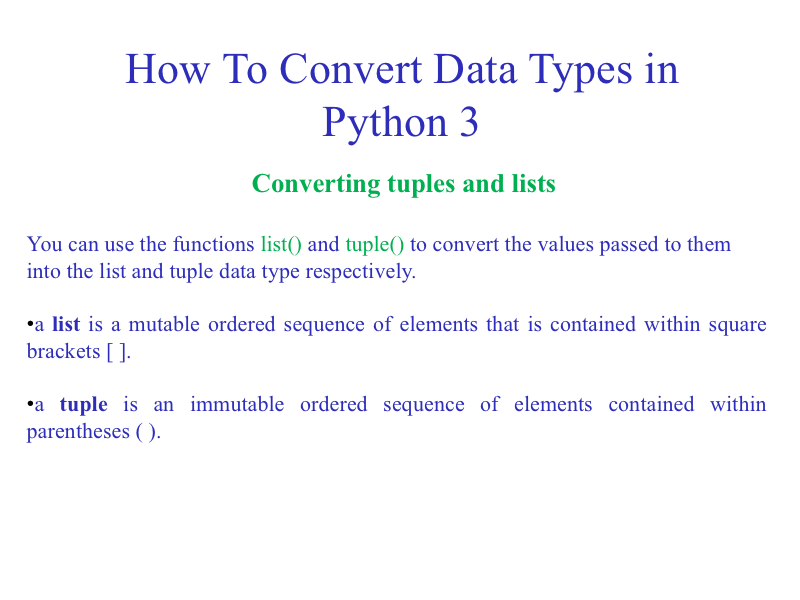 How To Convert Data Types in
Python 3
Converting tuples and lists
You can use the functions list() and tuple() to convert the values passed to them
into the list and tuple data type respectively.
•a list is a mutable ordered sequence of elements that is contained within square
brackets [ ].
•a tuple is an immutable ordered sequence of elements contained within
parentheses ( ).